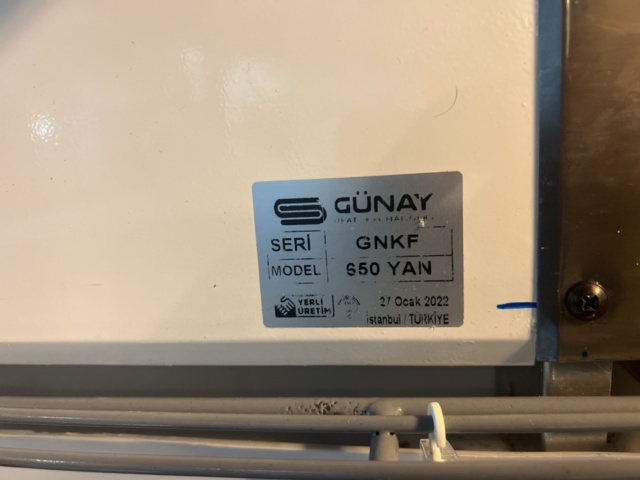 GÜNAY
SERİ GNKF
MODEL 650 YAN
YERLİ ÜRETİM
27 Ocak 2022
İstanbul / TÜRKİYE